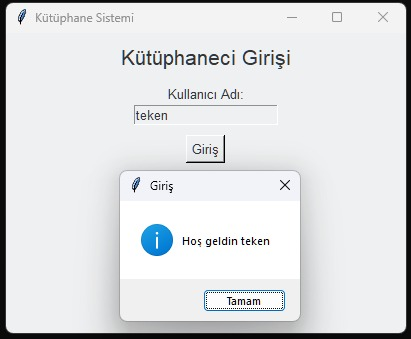 Kütüphane Sistemi
Kütüphaneci Girişi
Kullanıcı Adı:
teken
Giriş
Giriş
Hoş geldin teken
Tamam